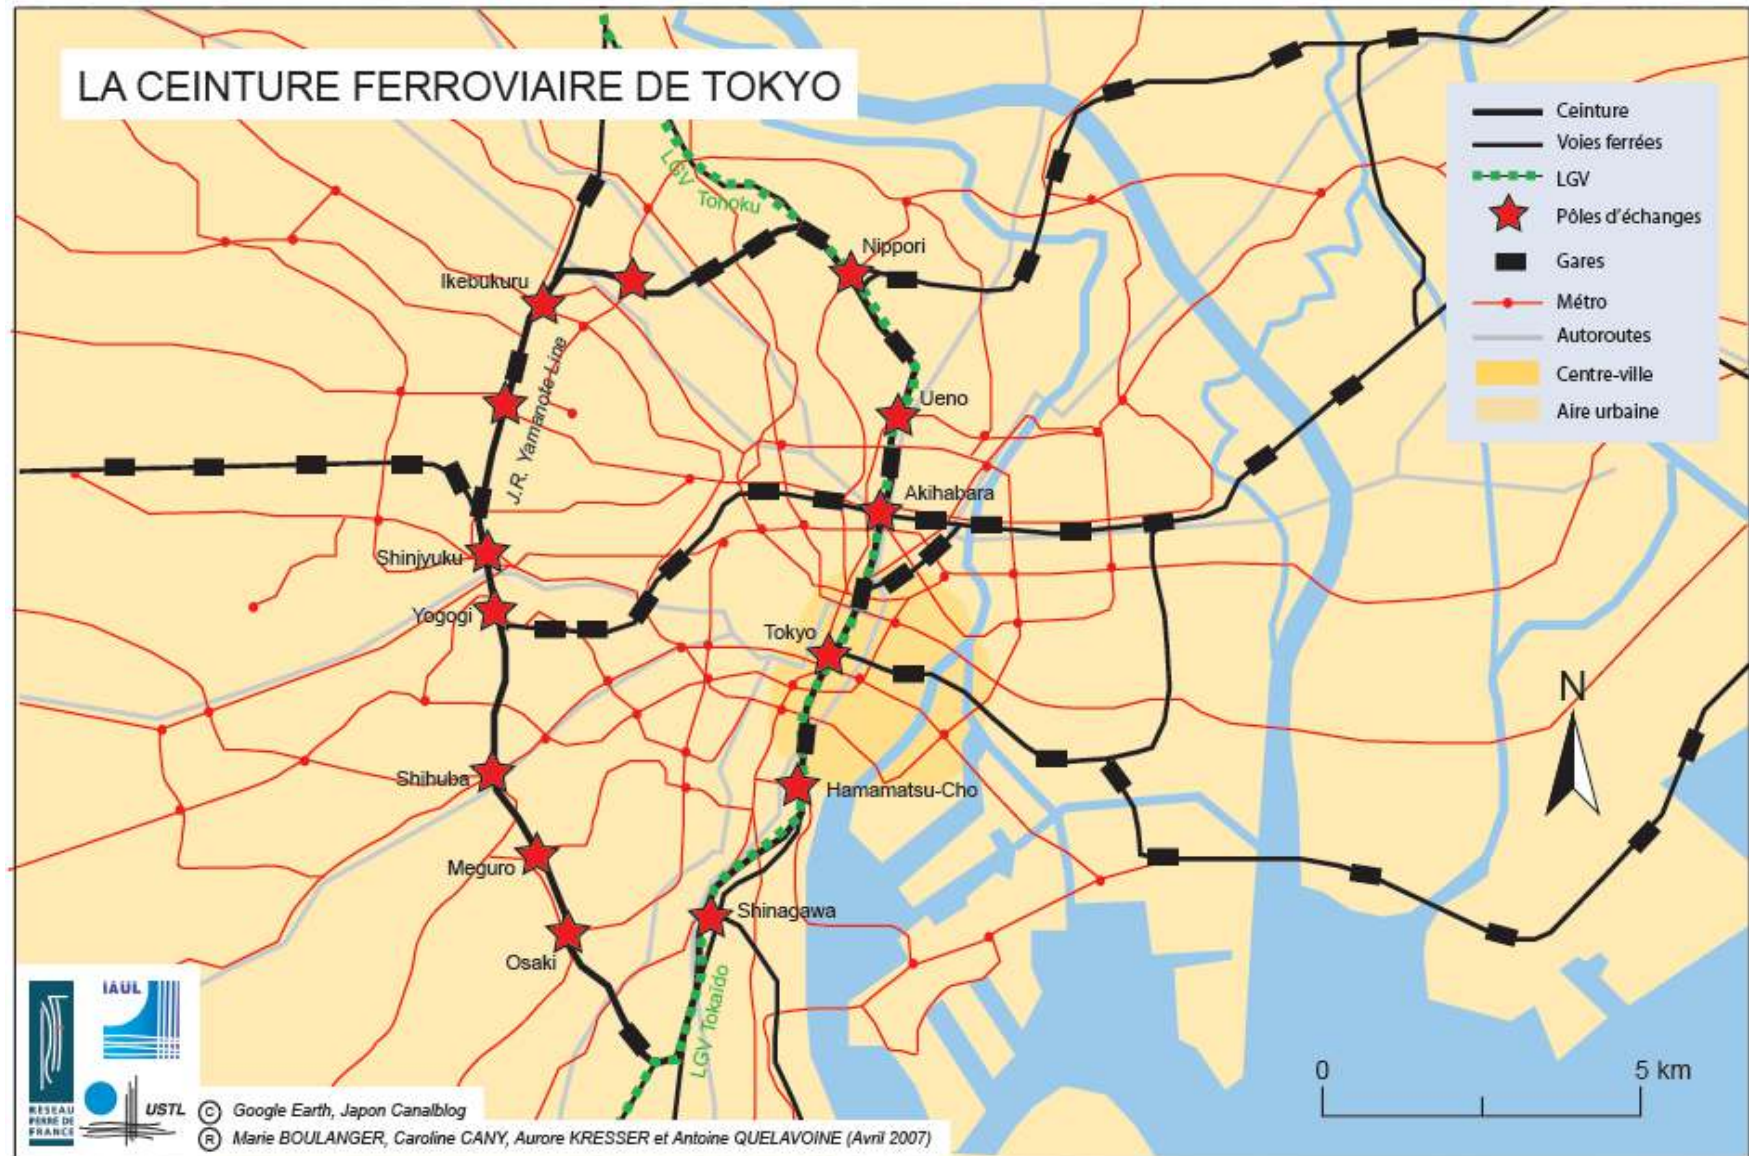 LA CEINTURE FERROVIAIRE DE TOKYO
Ceinture
Voies ferrées
LGV
Pôles d'échanges
Gares
Métro
Autoroutes
Centre-ville
Aire urbaine
LGV Tohoku
Nippori
Ikebukuru
J.R. Yamanote Line
Ueno
Akihabara
Shinjyuku
Yogogi
Tokyo
Shibuba
Hamamatsu-Cho
Meguro
Shinagawa
Osaki
LGV Tokaïdo
N
0 5 km
IAUL
RESEAU
FERRE DE
FRANCE
USTL
C Google Earth, Japon Canalblog
R Marie BOULANGER, Caroline CANY, Aurore KRESSER et Antoine QUELAVOINE (Avril 2007)